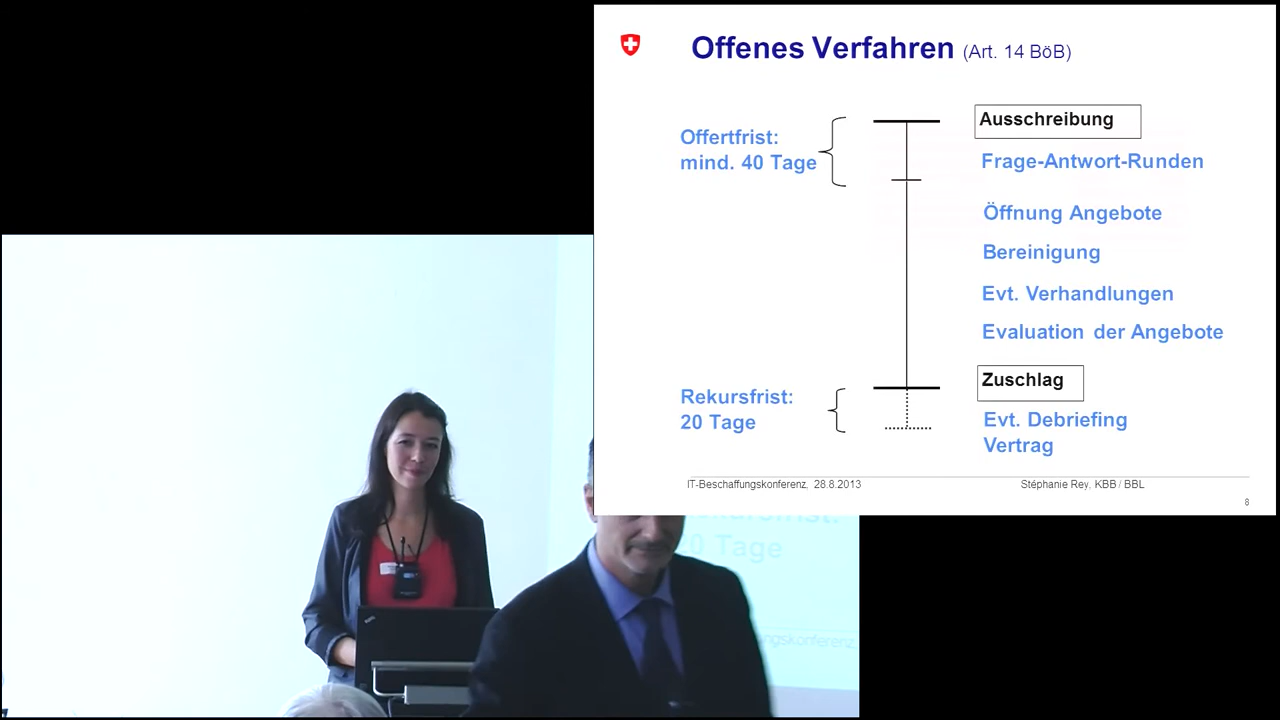 Offenes Verfahren (Art. 14 BöB)
Offertfrist:
mind. 40 Tage
Ausschreibung
Frage-Antwort-Runden
Öffnung Angebote
Bereinigung
Evt. Verhandlungen
Evaluation der Angebote
Rekursfrist:
20 Tage
Zuschlag
Evt. Debriefing
Vertrag
IT-Beschaffungskonferenz, 28.8.2013
Stéphanie Rey, KBB / BBL
8
20 Tage